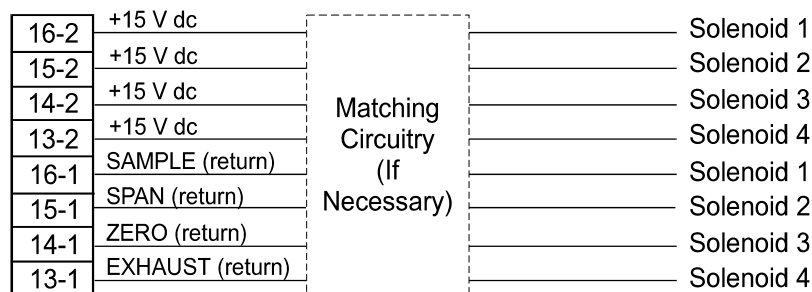 16-2 +15 V dc Solenoid 1
15-2 +15 V dc Solenoid 2
14-2 +15 V dc Solenoid 3
13-2 +15 V dc Solenoid 4
16-1 SAMPLE (return) Solenoid 1
15-1 SPAN (return) Solenoid 2
14-1 ZERO (return) Solenoid 3
13-1 EXHAUST (return) Solenoid 4
Matching
Circuitry
(If
Necessary)